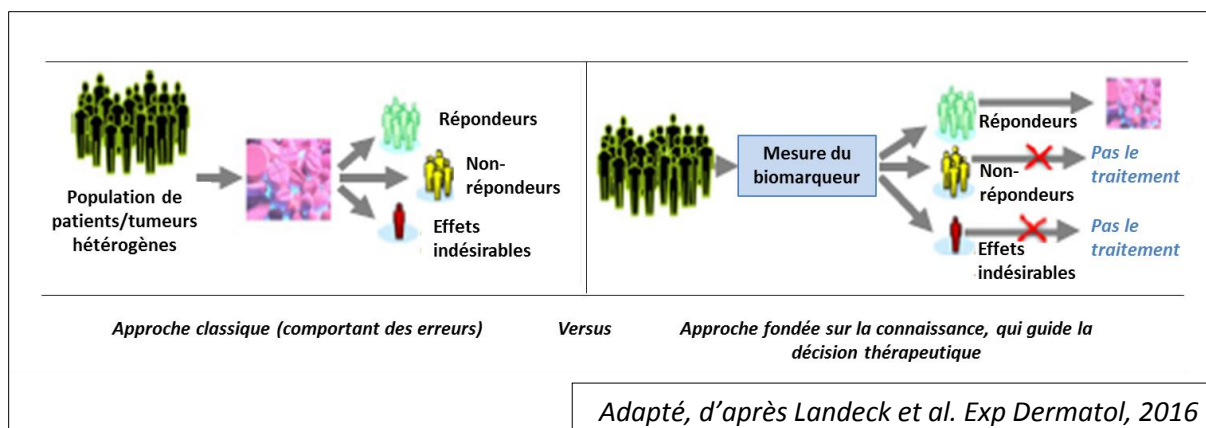 Population de
patients/tumeurs
hétérogènes
Répondeurs
Non-
répondeurs
Effets
indésirables
Mesure du
biomarqueur
Répondeurs
Non-
répondeurs
Pas le
traitement
Effets
indésirables
Pas le
traitement
Approche classique (comportant des erreurs)
Versus
Approche fondée sur la connaissance, qui guide la
décision thérapeutique
Adapté, d’après Landeck et al. Exp Dermatol, 2016